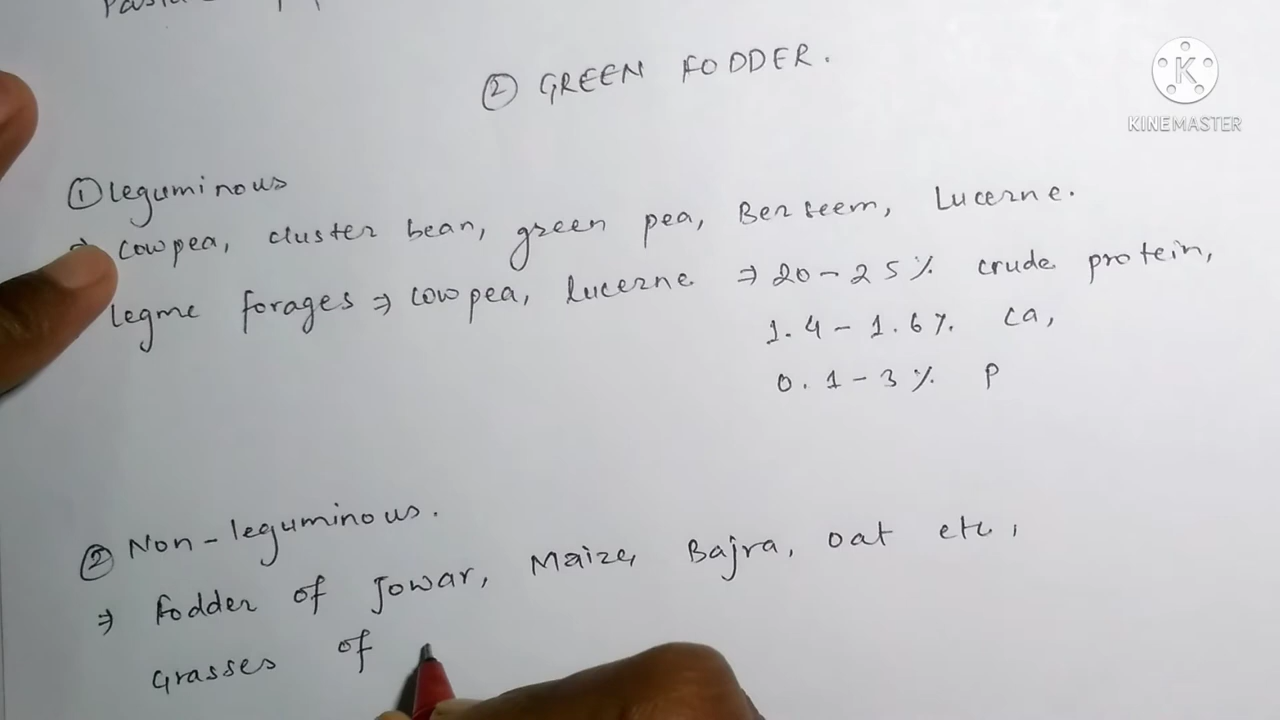 ② GREEN FODDER.
K
KINEMASTER
① leguminous
⇒ Cowpea, cluster bean, green pea, Berseem, Lucerne.
legme forages ⇒ cowpea, lucerne ⇒ 20-25% crude protein,
1.4-1.6%. ca,
0.1-3% P
② Non-leguminous.
⇒ Fodder of Jowar, Maize, Bajra, oat etc,
Grasses of